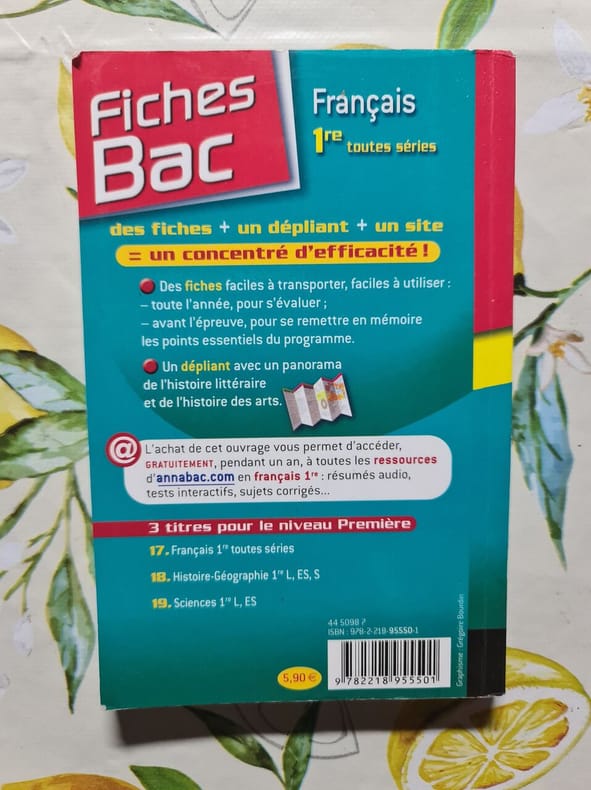 Fiches
Bac
Français
1re toutes séries
des fiches + un dépliant + un site
= un concentré d'efficacité !
Des fiches faciles à transporter, faciles à utiliser :
– toute l'année, pour s'évaluer ;
– avant l'épreuve, pour se remettre en mémoire
les points essentiels du programme.
Un dépliant avec un panorama
de l'histoire littéraire
et de l'histoire des arts.
@
L'achat de cet ouvrage vous permet d'accéder,
GRATUITEMENT, pendant un an, à toutes les ressources
d'annabac.com en français 1re : résumés audio,
tests interactifs, sujets corrigés...
3 titres pour le niveau Première
17. Français 1re toutes séries
18. Histoire-Géographie 1re L, ES, S
19. Sciences 1re L, ES
44 5098 7
ISBN : 978-2-218-95550-1
5,90 €
9 782218 955501
Graphisme : Grégoire Bourdin